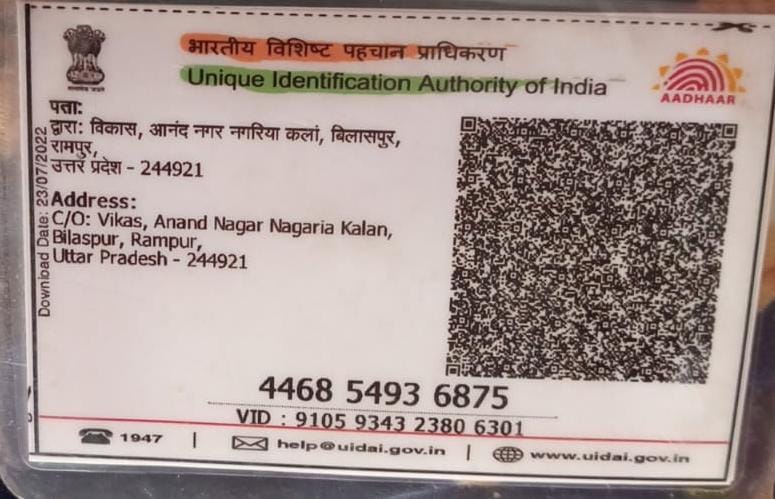 भारतीय विशिष्ट पहचान प्राधिकरण
Unique Identification Authority of India
AADHAAR
पता:
द्वारा: विकास, आनंद नगर नगरिया कलां, बिलासपुर,
रामपुर,
उत्तर प्रदेश - 244921
Address:
C/O: Vikas, Anand Nagar Nagaria Kalan,
Bilaspur, Rampur,
Uttar Pradesh - 244921
Download Date: 23/07/2022
4468 5493 6875
VID : 9105 9343 2380 6301
1947 | help@uidai.gov.in | www.uidai.gov.in